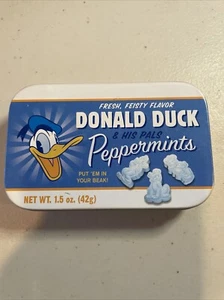 FRESH, FEISTY FLAVOR
DONALD DUCK
& HIS PALS
Peppermints
PUT 'EM IN
YOUR BEAK!
NET WT. 1.5 oz. (42g)